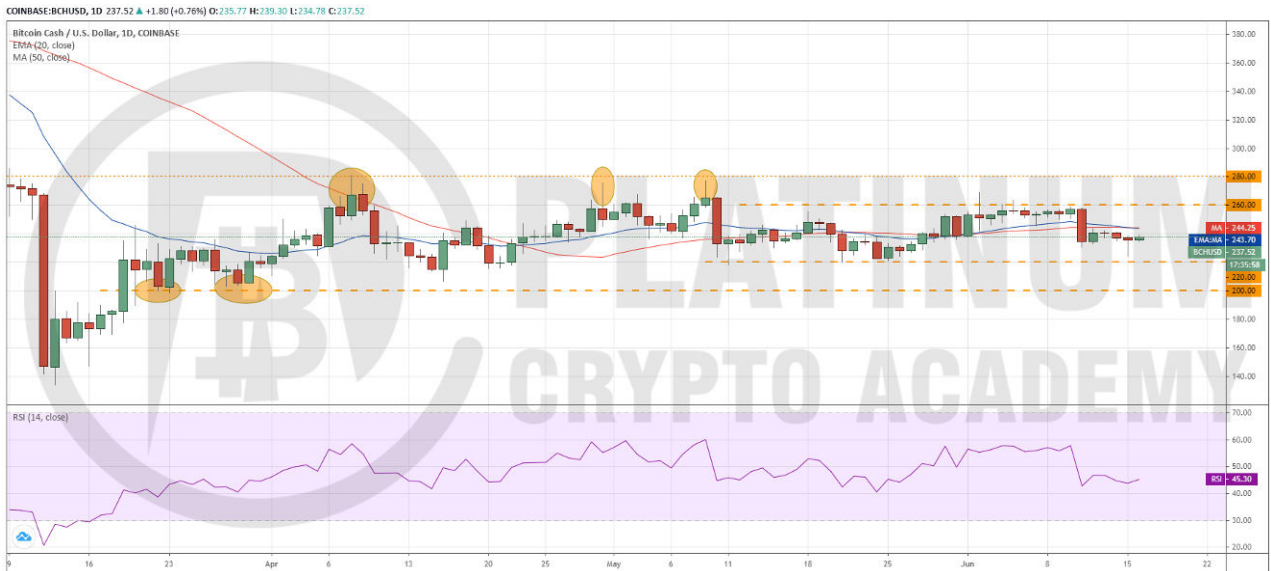 COINBASE:BCHUSD, 1D 237.52 ▲ +1.80 (+0.76%) O:235.77 H:239.30 L:234.78 C:237.52
Bitcoin Cash / U.S. Dollar, 1D, COINBASE
EMA (20, close)
MA (50, close)
380.00
360.00
340.00
320.00
300.00
280.00
260.00
MA 244.25
EMA:MA 243.70
BCHUSD 237.52
17:35:58
220.00
200.00
180.00
160.00
140.00
PLATINUM
CRYPTO ACADEMY
RSI (14, close)
70.00
60.00
50.00
RSI 45.30
40.00
30.00
20.00
9 16 23 Apr 6 13 20 25 May 6 11 18 25 Jun 8 15 22